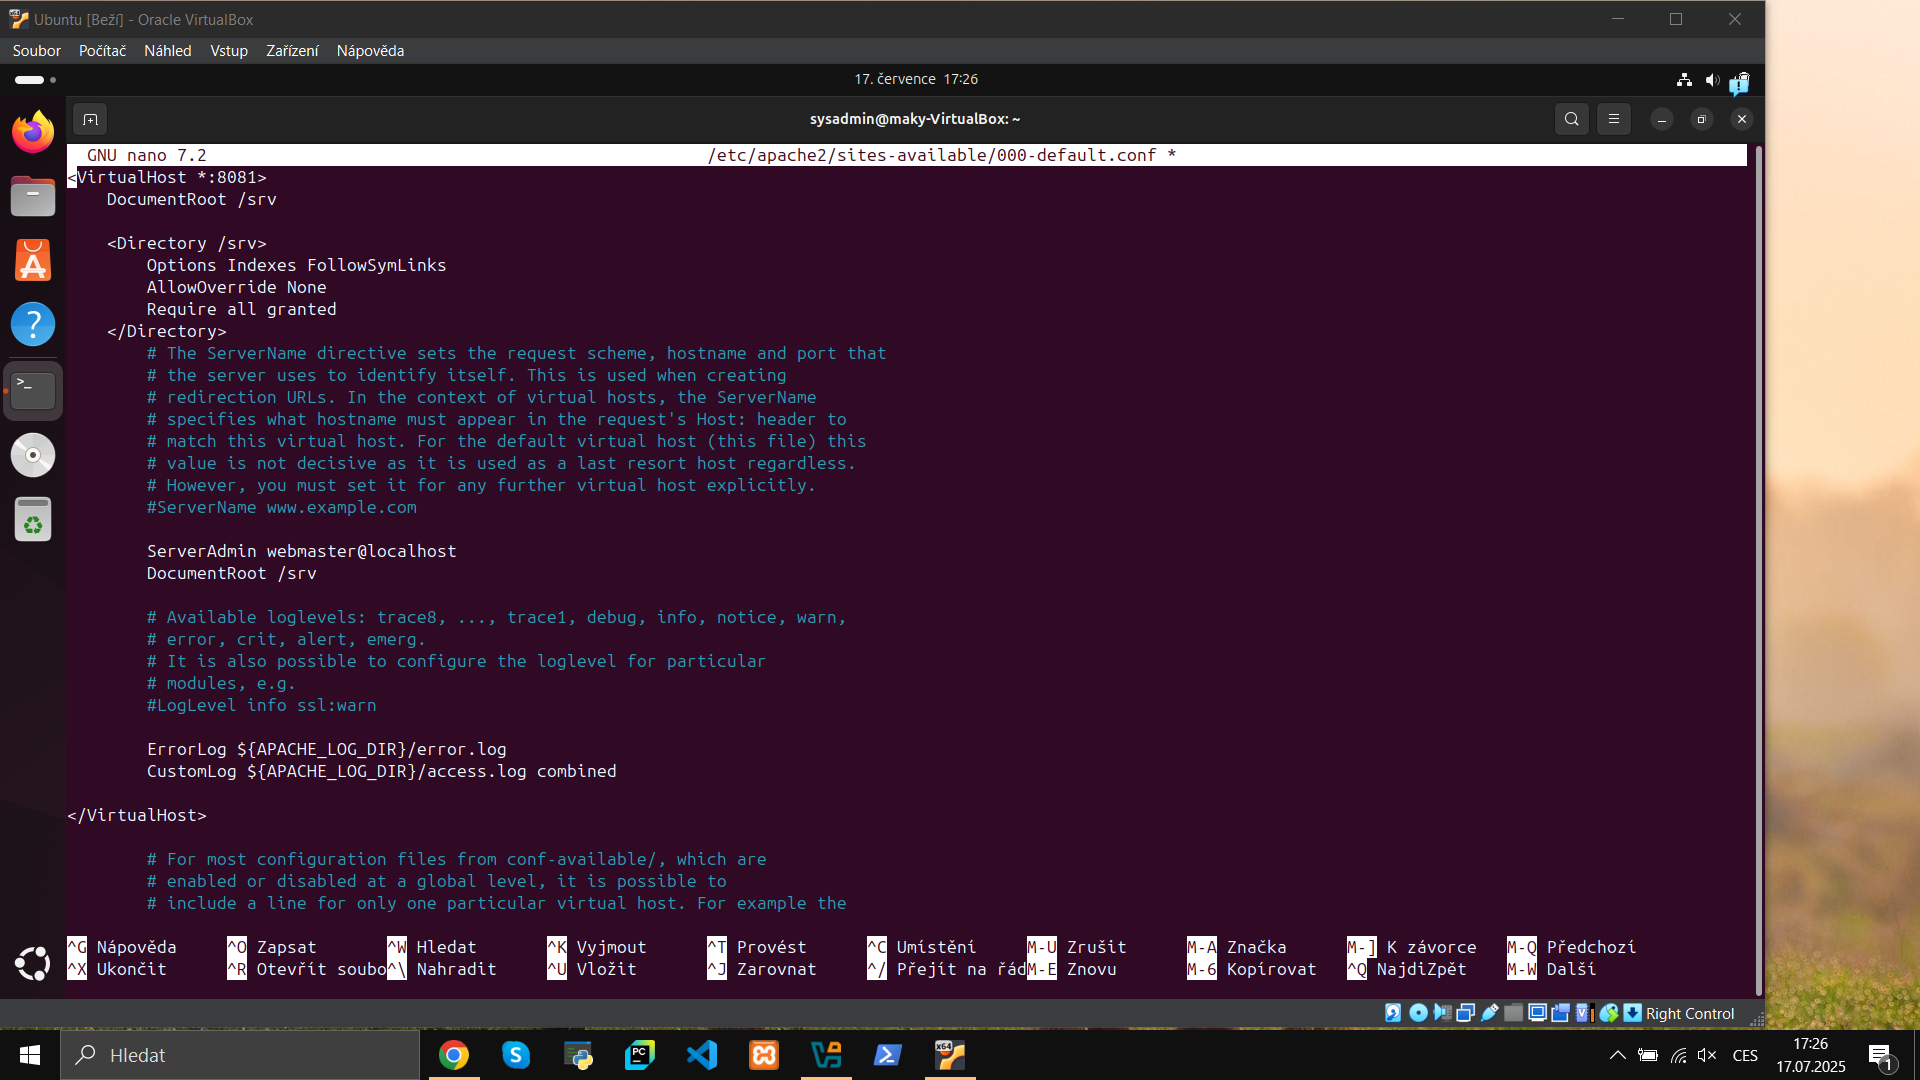 Ubuntu [Beží] - Oracle VirtualBox
Soubor Počítač Náhled Vstup Zařízení Nápověda
17. července 17:26
sysadmin@maky-VirtualBox: ~
GNU nano 7.2 /etc/apache2/sites-available/000-default.conf *
<VirtualHost *:8081>
DocumentRoot /srv
<Directory /srv>
Options Indexes FollowSymLinks
AllowOverride None
Require all granted
</Directory>
# The ServerName directive sets the request scheme, hostname and port that
# the server uses to identify itself. This is used when creating
# redirection URLs. In the context of virtual hosts, the ServerName
# specifies what hostname must appear in the request's Host: header to
# match this virtual host. For the default virtual host (this file) this
# value is not decisive as it is used as a last resort host regardless.
# However, you must set it for any further virtual host explicitly.
#ServerName www.example.com
ServerAdmin webmaster@localhost
DocumentRoot /srv
# Available loglevels: trace8, ..., trace1, debug, info, notice, warn,
# error, crit, alert, emerg.
# It is also possible to configure the loglevel for particular
# modules, e.g.
#LogLevel info ssl:warn
ErrorLog ${APACHE_LOG_DIR}/error.log
CustomLog ${APACHE_LOG_DIR}/access.log combined
</VirtualHost>
# For most configuration files from conf-available/, which are
# enabled or disabled at a global level, it is possible to
# include a line for only one particular virtual host. For example the
^G Nápověda ^O Zapsat ^W Hledat ^K Vyjmout ^T Provést ^C Umístění M-U Zrušit M-A Značka M-] K závorce M-Q Předchozí
^X Ukončit ^R Otevřít soubo^\ Nahradit ^U Vložit ^J Zarovnat ^/ Přejít na řádM-E Znovu M-6 Kopírovat ^Q NajdiZpět M-W Další
Right Control
Hledat
CES
17:26
17.07.2025
1